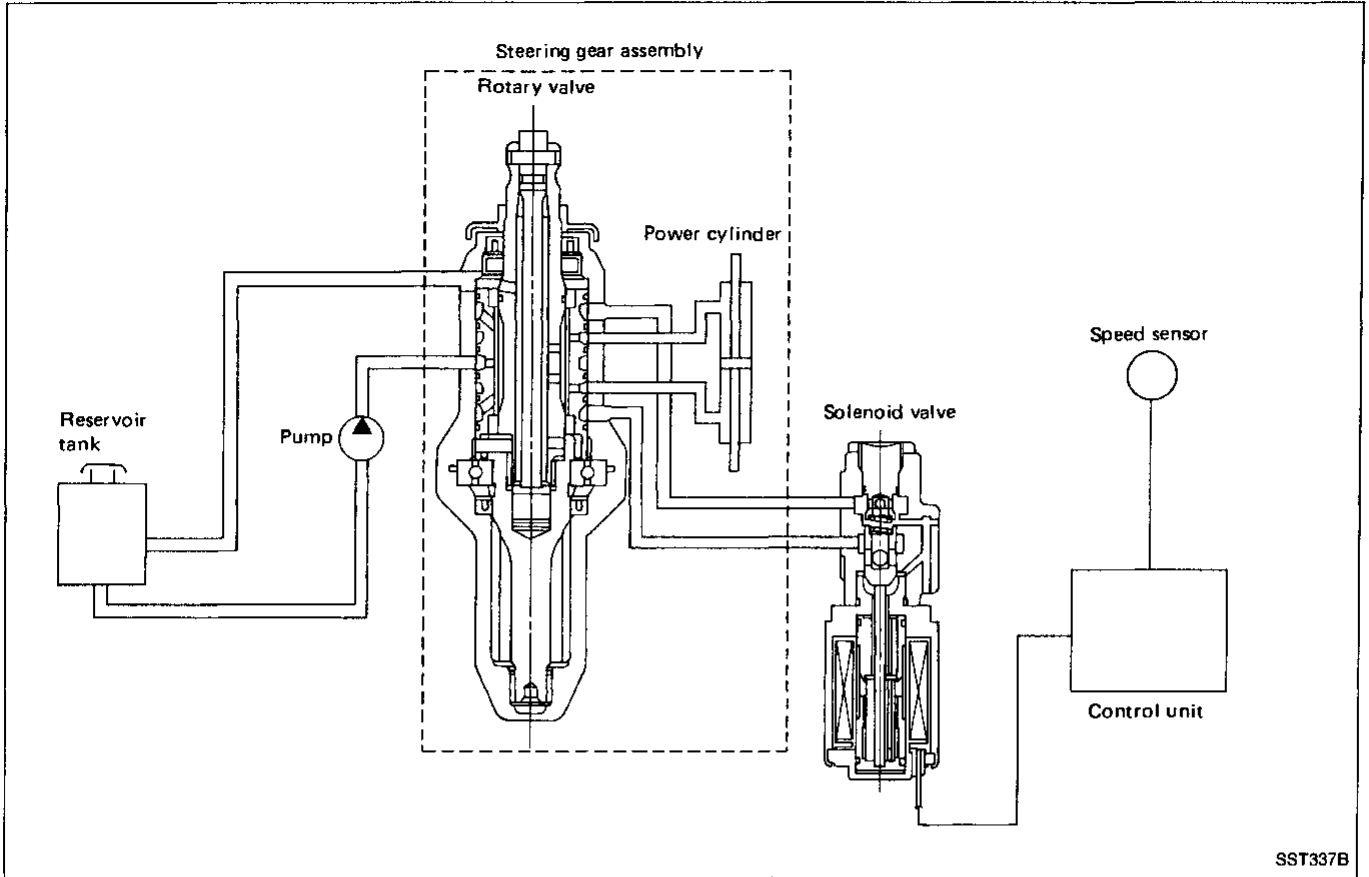 Steering gear assembly
Rotary valve
Power cylinder
Speed sensor
Solenoid valve
Reservoir
tank
Pump
Control unit
SST337B